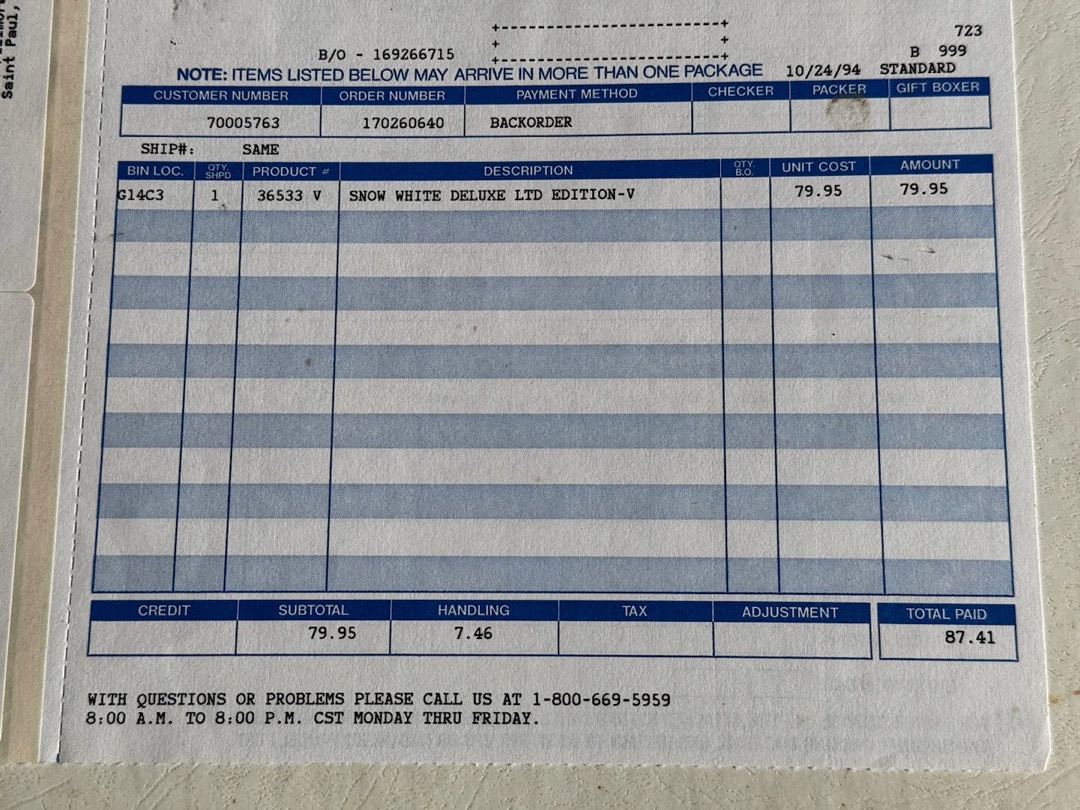 Saint Paul,
723
B/O - 169266715
B 999
NOTE: ITEMS LISTED BELOW MAY ARRIVE IN MORE THAN ONE PACKAGE 10/24/94 STANDARD
CUSTOMER NUMBER ORDER NUMBER PAYMENT METHOD CHECKER PACKER GIFT BOXER
70005763 170260640 BACKORDER
SHIP#: SAME
BIN LOC. QTY. SHPD PRODUCT # DESCRIPTION QTY. B.O. UNIT COST AMOUNT
G14C3 1 36533 V SNOW WHITE DELUXE LTD EDITION-V 79.95 79.95
CREDIT SUBTOTAL HANDLING TAX ADJUSTMENT TOTAL PAID
79.95 7.46 87.41
WITH QUESTIONS OR PROBLEMS PLEASE CALL US AT 1-800-669-5959
8:00 A.M. TO 8:00 P.M. CST MONDAY THRU FRIDAY.